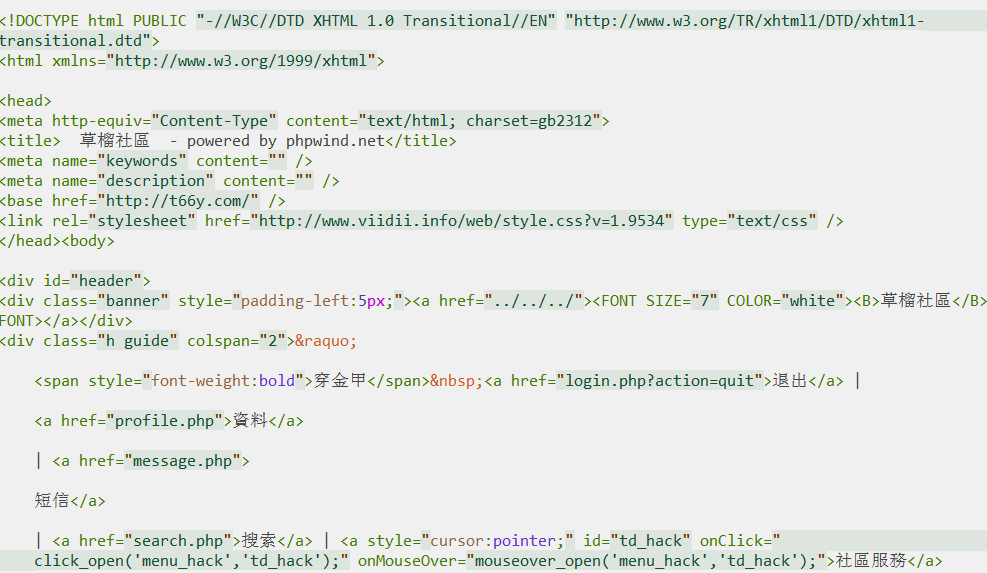 <!DOCTYPE html PUBLIC "-//W3C//DTD XHTML 1.0 Transitional//EN" "http://www.w3.org/TR/xhtml1/DTD/xhtml1-
transitional.dtd">
<html xmlns="http://www.w3.org/1999/xhtml">
<head>
<meta http-equiv="Content-Type" content="text/html; charset=gb2312">
<title>  草榴社區  - powered by phpwind.net</title>
<meta name="keywords" content="" />
<meta name="description" content="" />
<base href="http://t66y.com/" />
<link rel="stylesheet" href="http://www.viidii.info/web/style.css?v=1.9534" type="text/css" />
</head><body>
<div id="header">
<div class="banner" style="padding-left:5px;"><a href="../../../"><FONT SIZE="7" COLOR="white"><B>草榴社區</B>
FONT></a></div>
<div class="h guide" colspan="2">&raquo;
<span style="font-weight:bold">穿金甲</span>&nbsp;<a href="login.php?action=quit">退出</a> |
<a href="profile.php">資料</a>
| <a href="message.php">
短信</a>
| <a href="search.php">搜索</a> | <a style="cursor:pointer;" id="td_hack" onClick="
click_open('menu_hack','td_hack');" onMouseOver="mouseover_open('menu_hack','td_hack');">社區服務</a>